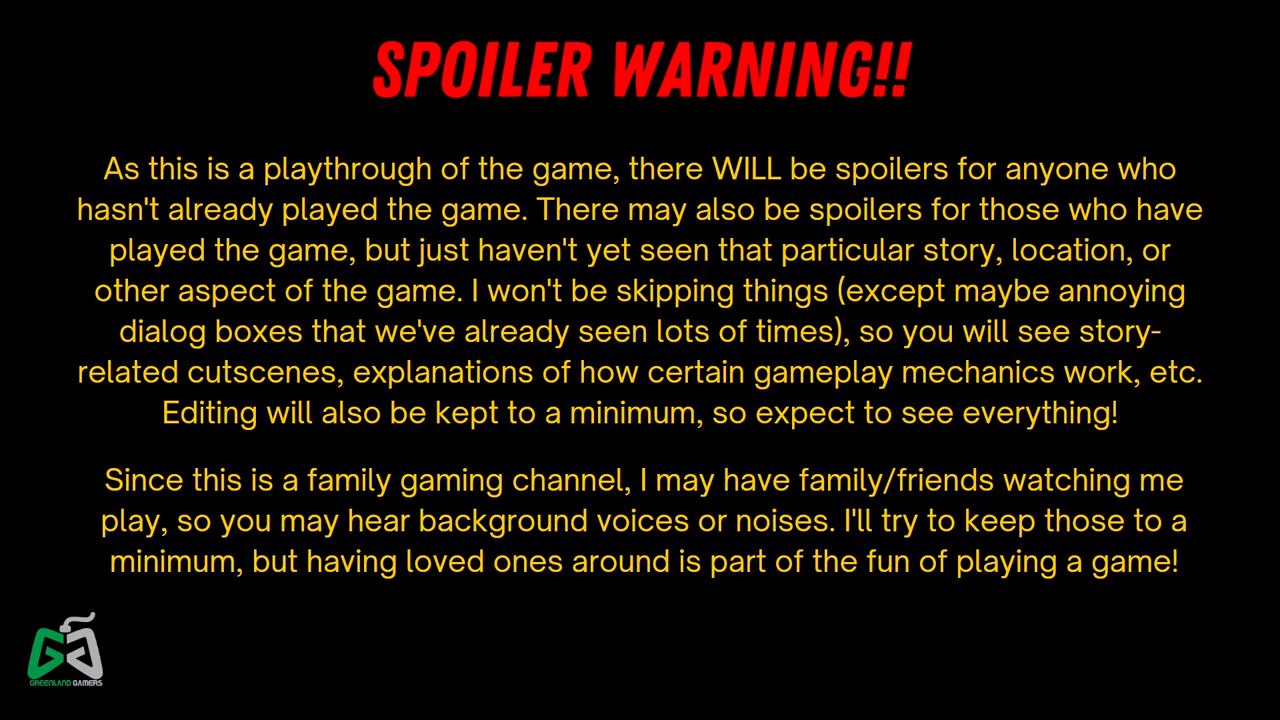 SPOILER WARNING!!
As this is a playthrough of the game, there WILL be spoilers for anyone who
hasn't already played the game. There may also be spoilers for those who have
played the game, but just haven't yet seen that particular story, location, or
other aspect of the game. I won't be skipping things (except maybe annoying
dialog boxes that we've already seen lots of times), so you will see story-
related cutscenes, explanations of how certain gameplay mechanics work, etc.
Editing will also be kept to a minimum, so expect to see everything!
Since this is a family gaming channel, I may have family/friends watching me
play, so you may hear background voices or noises. I'll try to keep those to a
minimum, but having loved ones around is part of the fun of playing a game!
GG
GREENLAND GAMERS